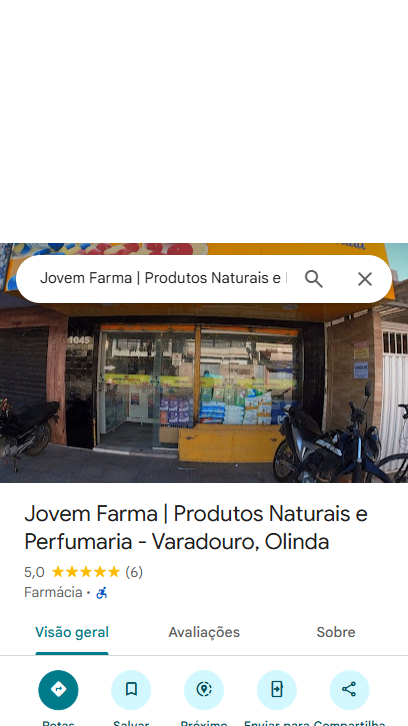 Jovem Farma | Produtos Naturais e
1045
Jovem Farma | Produtos Naturais e
Perfumaria - Varadouro, Olinda
5,0 ★★★★★ (6)
Farmácia ·
Visão geral
Avaliações
Sobre
Rotas
Salvar
Próximo
Enviar para
Compartilha